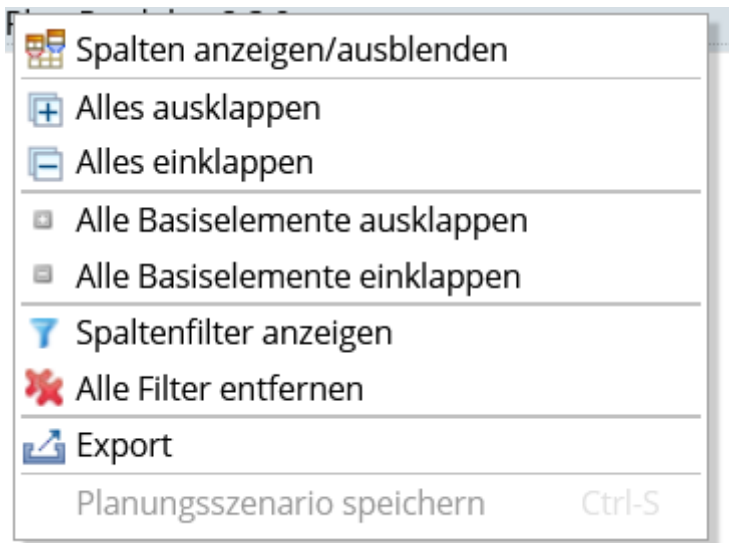 Spalten anzeigen/ausblenden
Alles ausklappen
Alles einklappen
Alle Basiselemente ausklappen
Alle Basiselemente einklappen
Spaltenfilter anzeigen
Alle Filter entfernen
Export
Planungsszenario speichern Ctrl-S